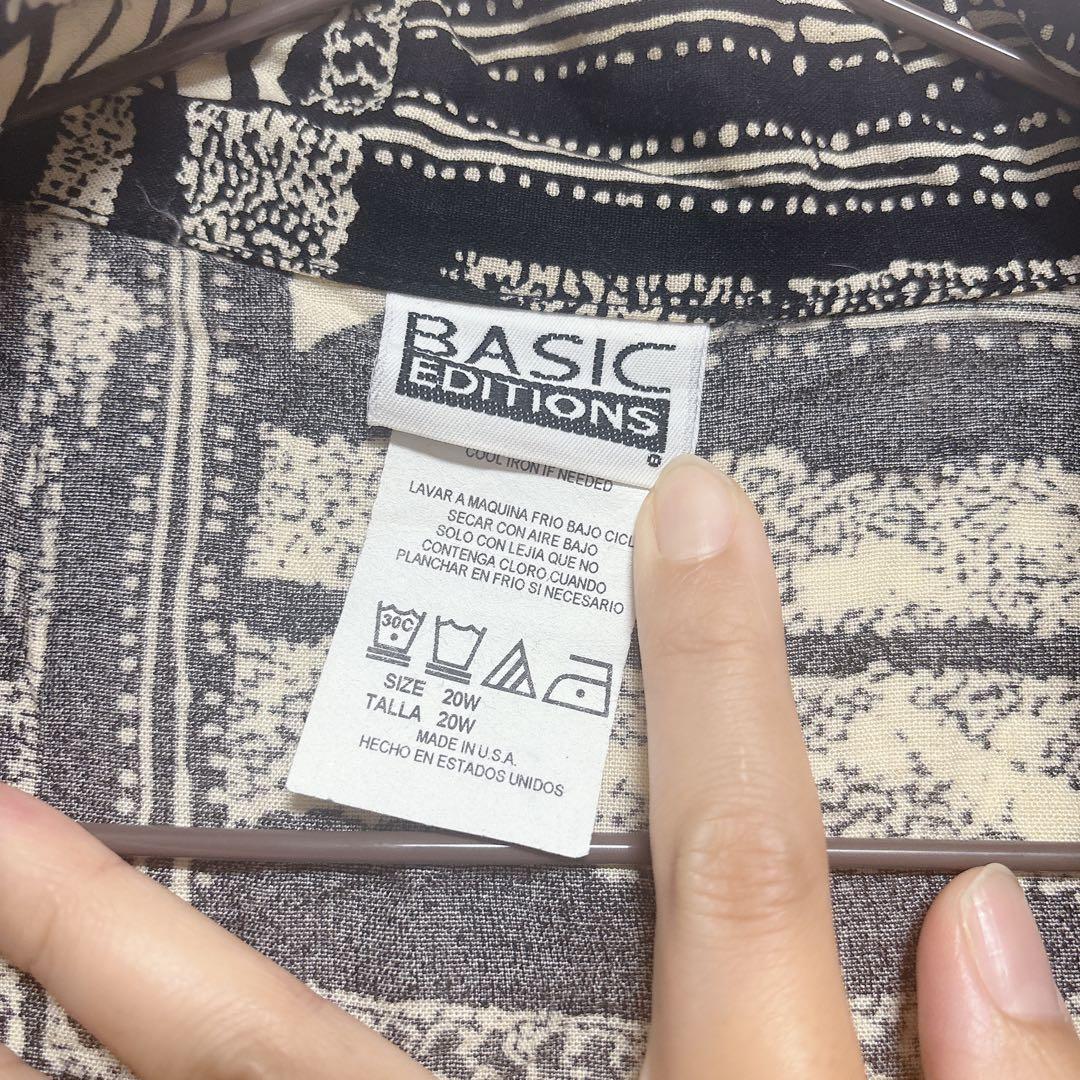 BASIC
EDITIONS
®
COOL IRON IF NEEDED
LAVAR A MAQUINA FRIO BAJO CICL
SECAR CON AIRE BAJO
SOLO CON LEJIA QUE NO
CONTENGA CLORO, CUANDO
PLANCHAR EN FRIO SI NECESARIO
30C
SIZE 20W
TALLA 20W
MADE IN U.S.A.
HECHO EN ESTADOS UNIDOS